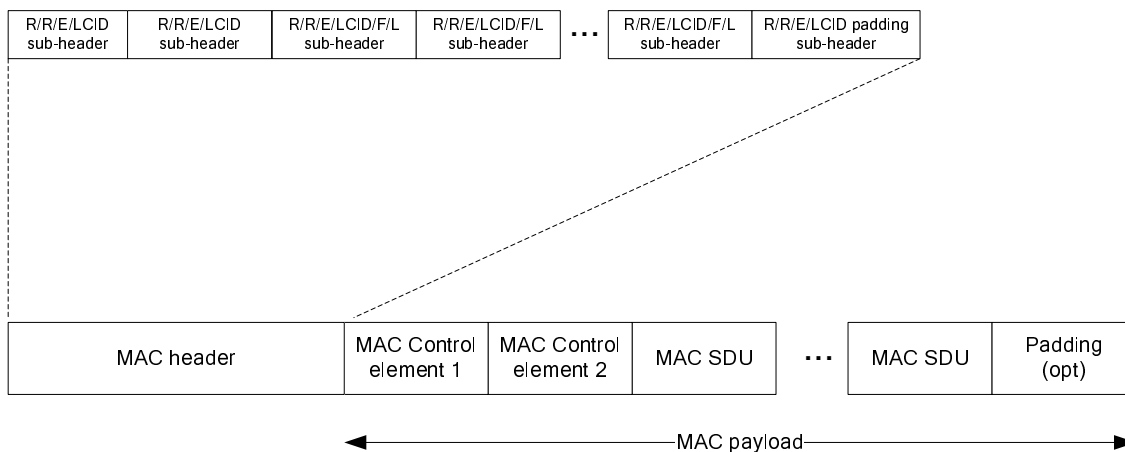 R/R/E/LCID
sub-header
R/R/E/LCID
sub-header
R/R/E/LCID/F/L
sub-header
R/R/E/LCID/F/L
sub-header
...
R/R/E/LCID/F/L
sub-header
R/R/E/LCID padding
sub-header
MAC header
MAC Control
element 1
MAC Control
element 2
MAC SDU
...
MAC SDU
Padding
(opt)
MAC payload